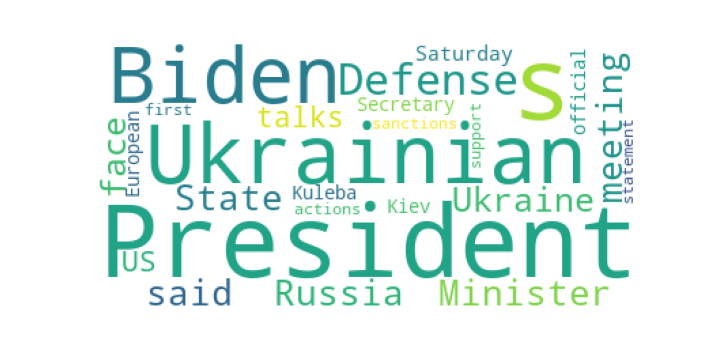 Saturday
Biden
Defense
s
official
meeting
first
talks
Secretary
sanctions
support
face
European
Ukrainian
statement
State
Kuleba
Ukraine
actions
Kiev
President
US
said
Russia
Minister